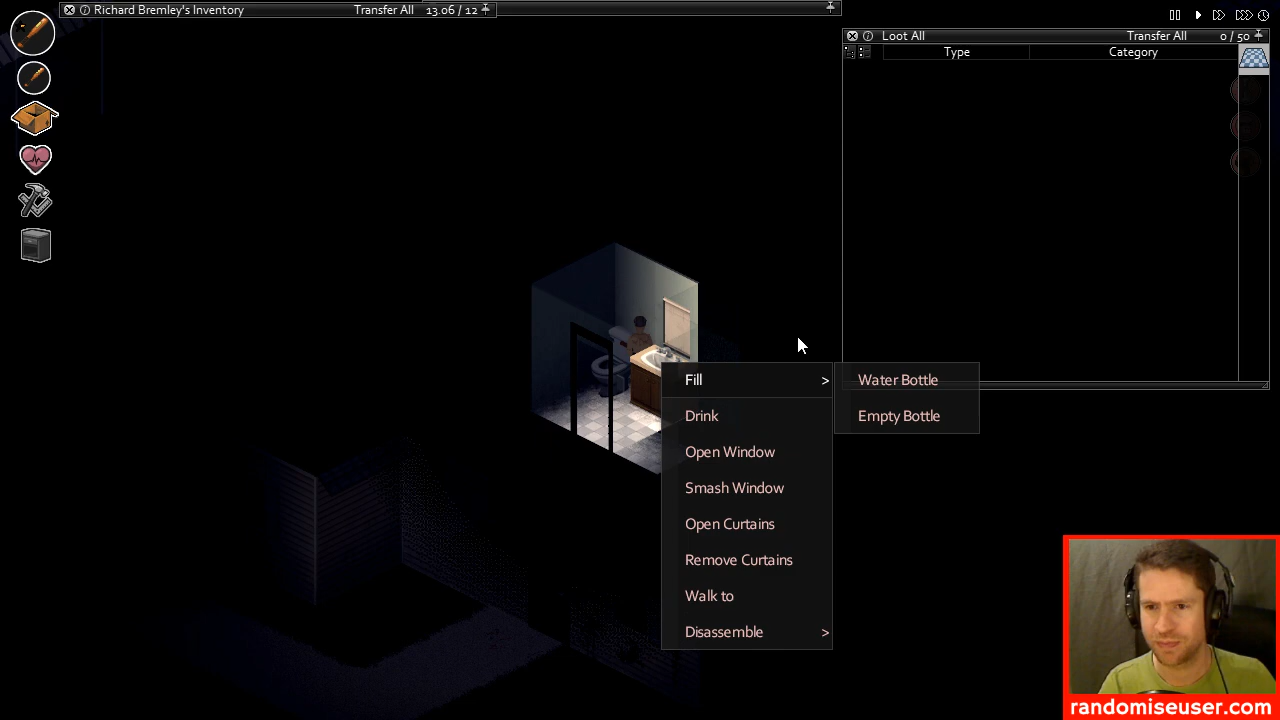 Richard Bremley's Inventory Transfer All 13.06 / 12
Loot All Transfer All 0 / 50
Type Category
Fill >
Water Bottle
Empty Bottle
Drink
Open Window
Smash Window
Open Curtains
Remove Curtains
Walk to
Disassemble >
randomiseuser.com